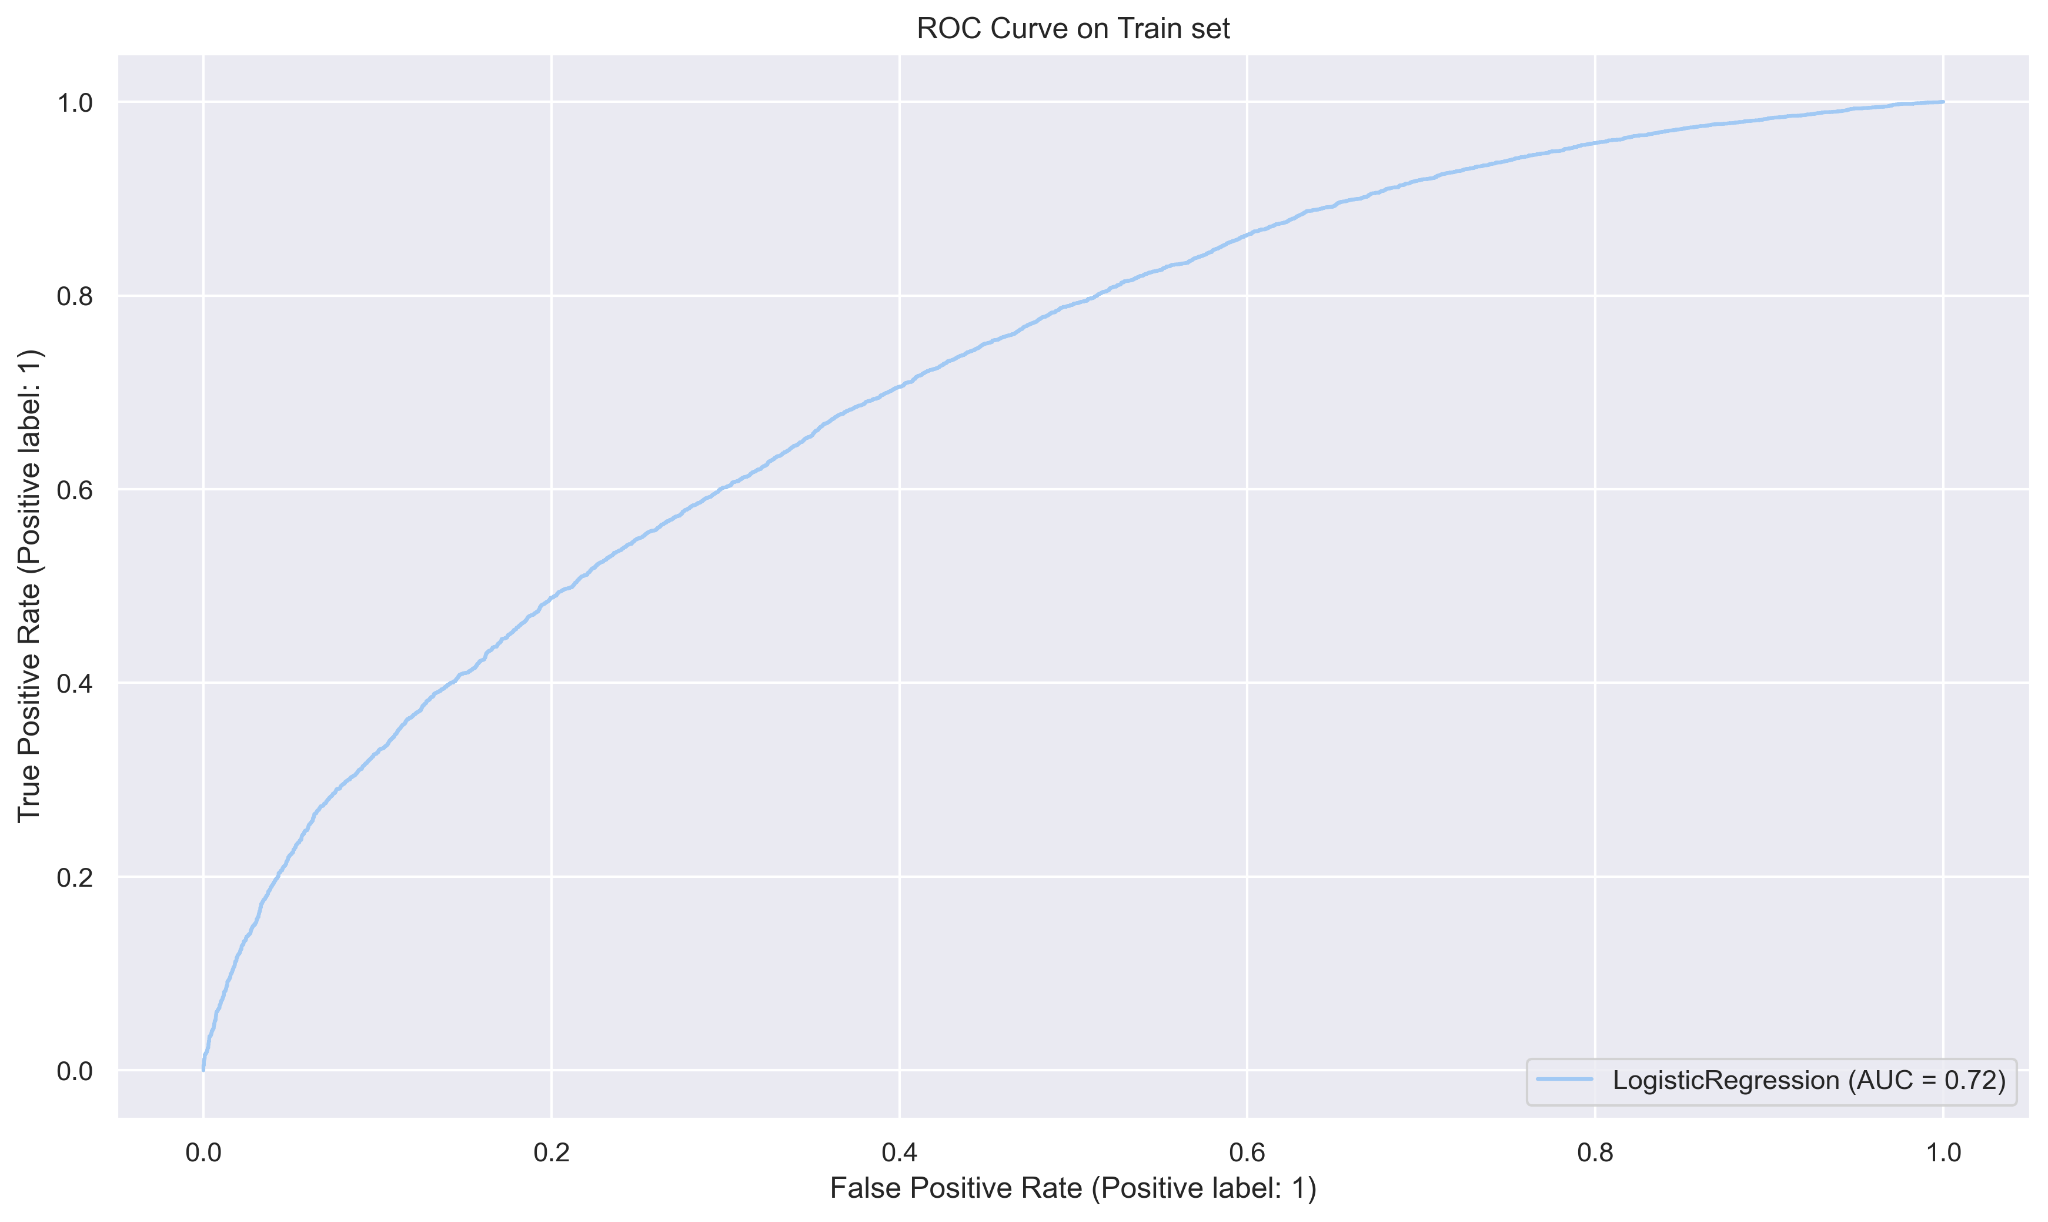 ROC Curve on Train set
1.0
0.8
0.6
0.4
0.2
0.0
True Positive Rate (Positive label: 1)
LogisticRegression (AUC = 0.72)
0.0 0.2 0.4 0.6 0.8 1.0
False Positive Rate (Positive label: 1)